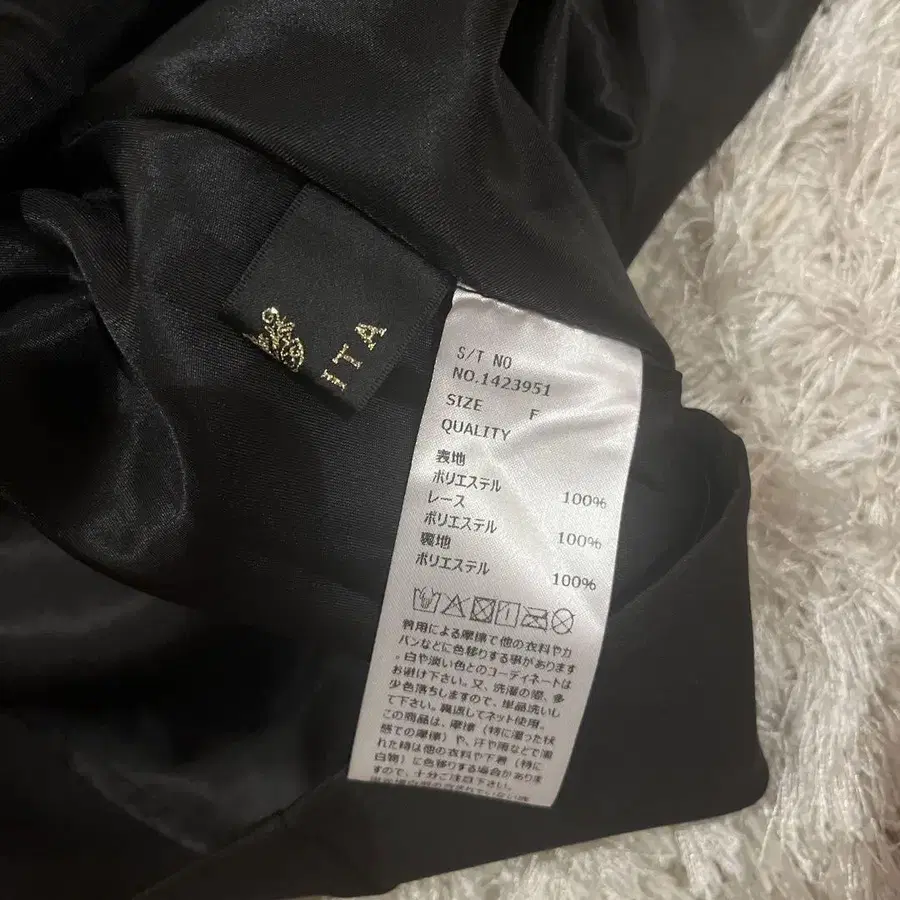 ITA
S/T NO
NO.1423951
SIZE F
QUALITY
表地
ポリエステル 100%
レース
ポリエステル 100%
裏地
ポリエステル 100%
着用による摩擦で他の衣料やカ
バンなどに色移りする事があります
。白や淡い色とのコーディネートは
お避け下さい。又、洗濯の際、多
少色落ちしますので、単品洗いし
て下さい。裏返してネット使用。
この商品は、摩擦（特に湿った状
態での摩擦）や、汗や雨などで濡
れた時は他の衣料や下着（特に
白物）に色移りする場合があり
ますので、十分ご注意下さい。